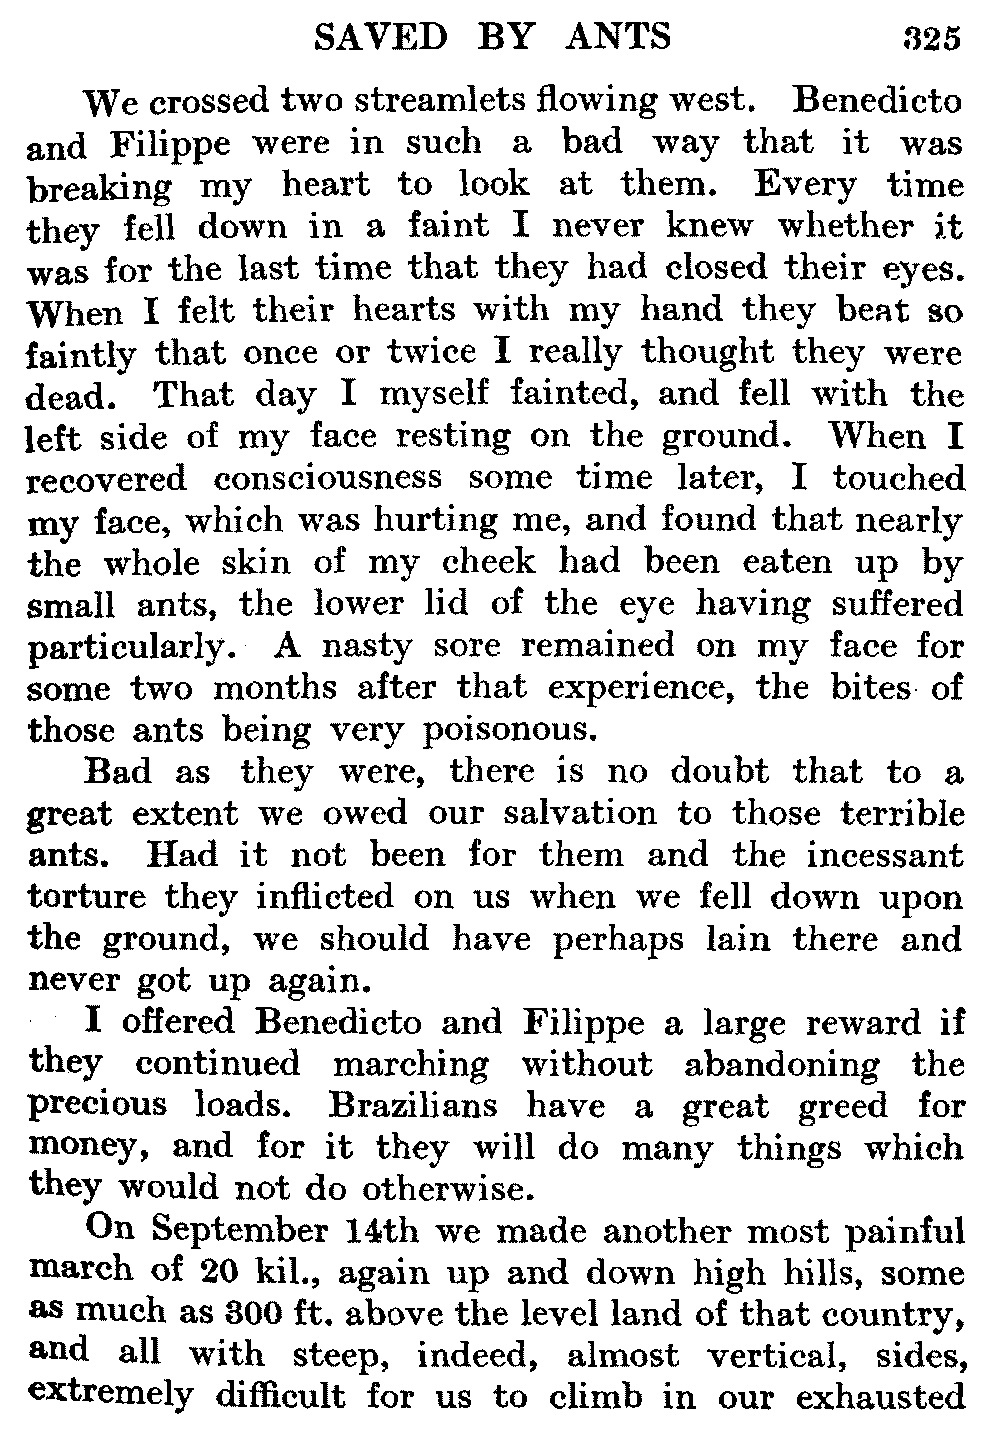 SAVED BY ANTS 325
We crossed two streamlets flowing west. Benedicto
and Filippe were in such a bad way that it was
breaking my heart to look at them. Every time
they fell down in a faint I never knew whether it
was for the last time that they had closed their eyes.
When I felt their hearts with my hand they beat so
faintly that once or twice I really thought they were
dead. That day I myself fainted, and fell with the
left side of my face resting on the ground. When I
recovered consciousness some time later, I touched
my face, which was hurting me, and found that nearly
the whole skin of my cheek had been eaten up by
small ants, the lower lid of the eye having suffered
particularly. A nasty sore remained on my face for
some two months after that experience, the bites of
those ants being very poisonous.
Bad as they were, there is no doubt that to a
great extent we owed our salvation to those terrible
ants. Had it not been for them and the incessant
torture they inflicted on us when we fell down upon
the ground, we should have perhaps lain there and
never got up again.
I offered Benedicto and Filippe a large reward if
they continued marching without abandoning the
precious loads. Brazilians have a great greed for
money, and for it they will do many things which
they would not do otherwise.
On September 14th we made another most painful
march of 20 kil., again up and down high hills, some
as much as 300 ft. above the level land of that country,
and all with steep, indeed, almost vertical, sides,
extremely difficult for us to climb in our exhausted